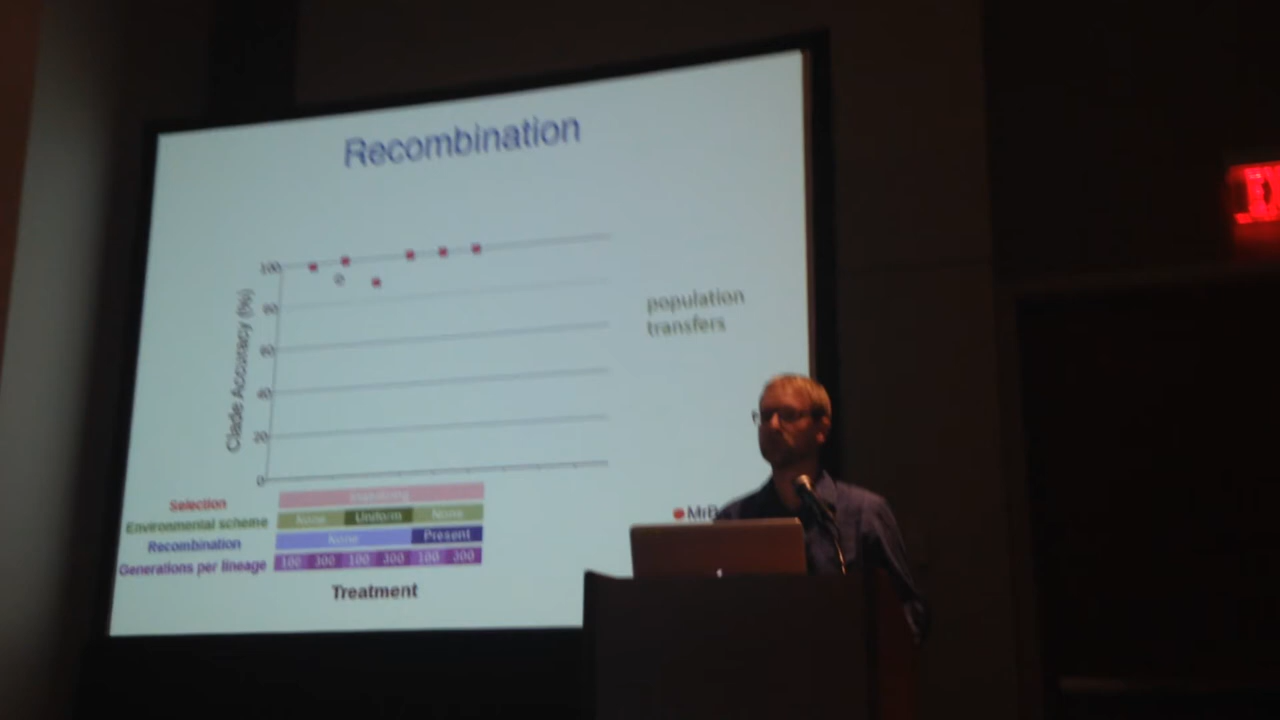 Recombination
100
80
60
40
20
0
Clade Accuracy (%)
population
transfers
Selection
Environmental scheme None Uniform None
Recombination None Present
Generations per lineage 100 300 100 300 100 300
Treatment
MrB